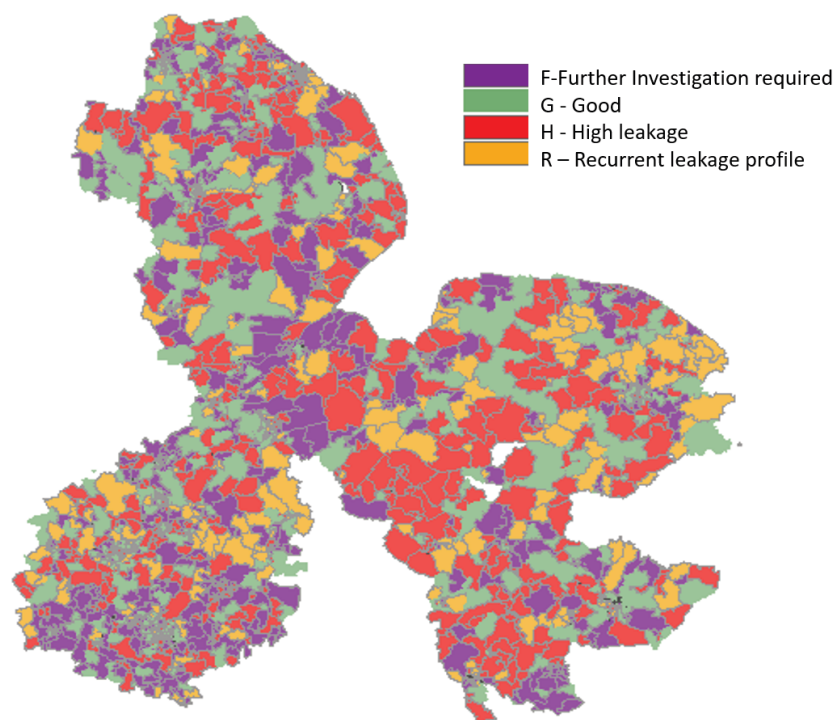 F-Further Investigation required
G - Good
H - High leakage
R – Recurrent leakage profile